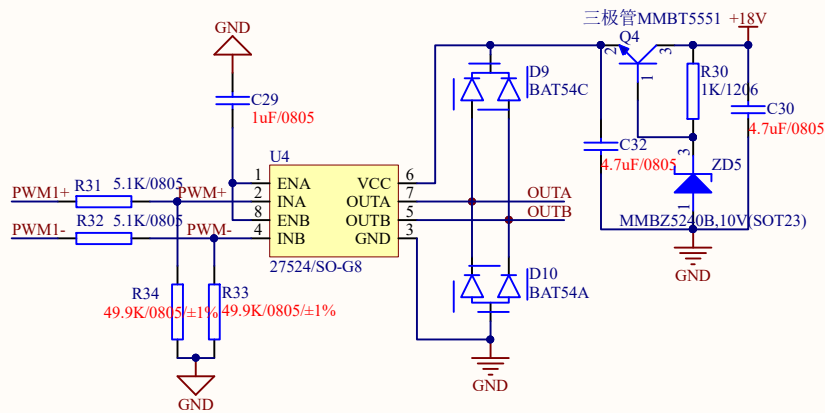 三极管MMBT5551 +18V
GND
Q4
2
3
1
D9
BAT54C
R30
1K/1206
C29
1uF/0805
C30
4.7uF/0805
C32
4.7uF/0805
3
ZD5
1
MMBZ5240B,10V(SOT23)
GND
U4
1 ENA VCC 6
PWM1+ R31 5.1K/0805 PWM+ 2 INA OUTA 7 OUTA
8 ENB OUTB 5 OUTB
PWM1- R32 5.1K/0805 PWM- 4 INB GND 3
27524/SO-G8
D10
BAT54A
R34
49.9K/0805/±1%
R33
49.9K/0805/±1%
GND
GND